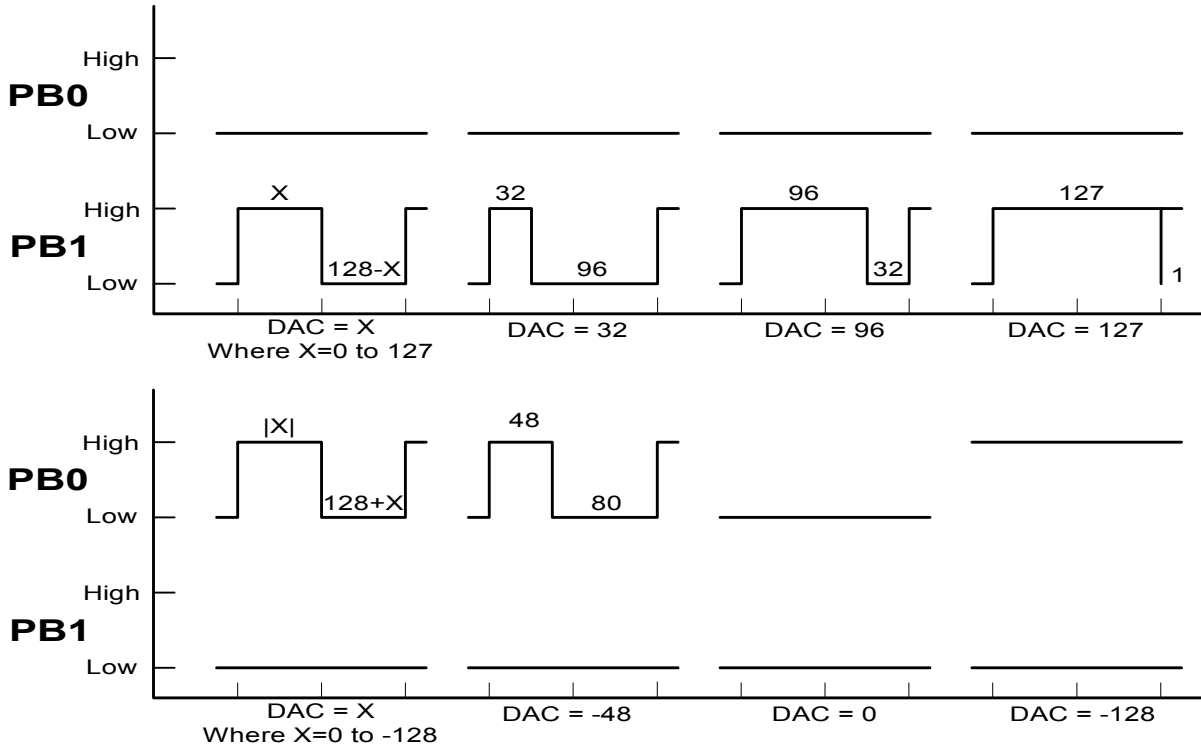 High
PB0
Low
X 32 96 127
High
PB1
128-X 96 32 1
Low
DAC = X DAC = 32 DAC = 96 DAC = 127
Where X=0 to 127
|X| 48
High
PB0
128+X 80
Low
High
PB1
Low
DAC = X DAC = -48 DAC = 0 DAC = -128
Where X=0 to -128